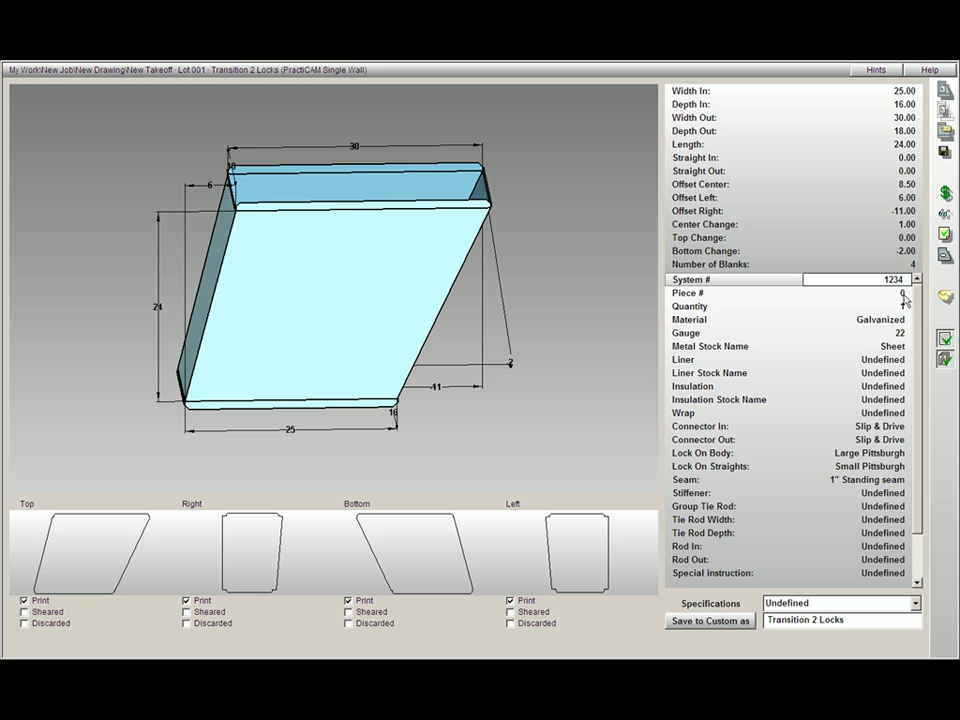 My Work\New Job\New Drawing\New Takeoff - Lot 001 - Transition 2 Locks (PractiCAM Single Wall)
Hints
Help
Width In: 25.00
Depth In: 16.00
Width Out: 30.00
Depth Out: 18.00
Length: 24.00
Straight In: 0.00
Straight Out: 0.00
Offset Center: 8.50
Offset Left: 6.00
Offset Right: -11.00
Center Change: 1.00
Top Change: 0.00
Bottom Change: -2.00
Number of Blanks: 4
System # 1234
Piece # 0
Quantity 1
Material Galvanized
Gauge 22
Metal Stock Name Sheet
Liner Undefined
Liner Stock Name Undefined
Insulation Undefined
Insulation Stock Name Undefined
Wrap Undefined
Connector In: Slip & Drive
Connector Out: Slip & Drive
Lock On Body: Large Pittsburgh
Lock On Straights: Small Pittsburgh
Seam: 1" Standing seam
Stiffener: Undefined
Group Tie Rod: Undefined
Tie Rod Width: Undefined
Tie Rod Depth: Undefined
Rod In: Undefined
Rod Out: Undefined
Special instruction: Undefined
Specifications Undefined
Save to Custom as Transition 2 Locks
30
18
6
24
2
-11
16
25
Top Right Bottom Left
Print Print Print Print
Sheared Sheared Sheared Sheared
Discarded Discarded Discarded Discarded